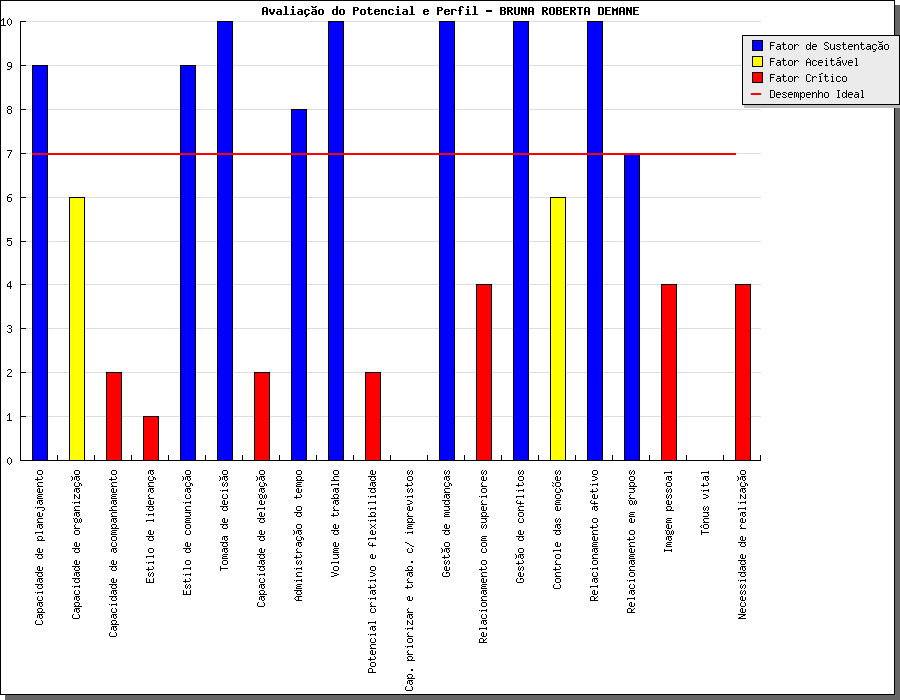 Avaliação do Potencial e Perfil - BRUNA ROBERTA DEMANE
Fator de Sustentação
Fator Aceitável
Fator Crítico
Desempenho Ideal
10
9
8
7
6
5
4
3
2
1
0
Capacidade de planejamento
Capacidade de organização
Capacidade de acompanhamento
Estilo de liderança
Estilo de comunicação
Tomada de decisão
Capacidade de delegação
Administração do tempo
Volume de trabalho
Potencial criativo e flexibilidade
Cap. priorizar e trab. c/ imprevistos
Gestão de mudanças
Relacionamento com superiores
Gestão de conflitos
Controle das emoções
Relacionamento afetivo
Relacionamento em grupos
Imagem pessoal
Tônus vital
Necessidade de realização